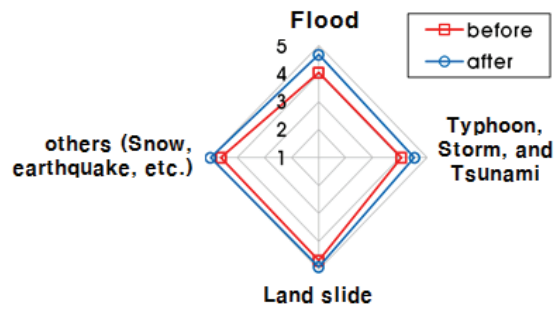 Flood
before
after
5
4
3
2
1
others (Snow,
earthquake, etc.)
Typhoon,
Storm, and
Tsunami
Land slide